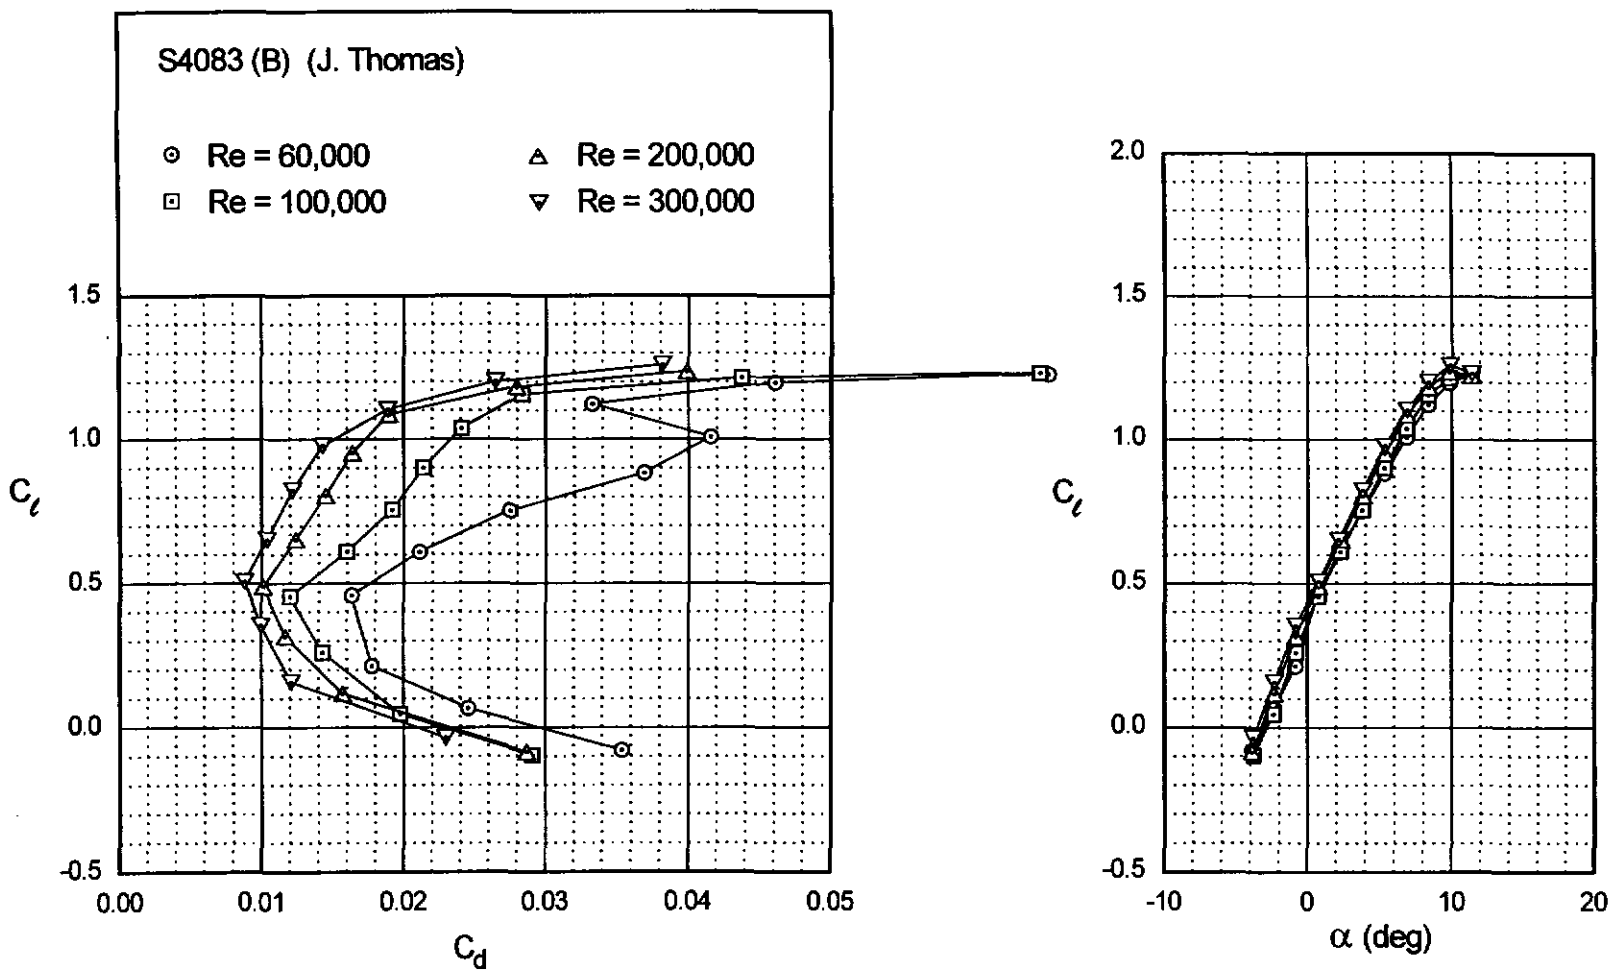 S4083 (B) (J. Thomas)
Re = 60,000
Re = 200,000
Re = 100,000
Re = 300,000
1.5
1.0
0.5
0.0
-0.5
C_ℓ
0.00 0.01 0.02 0.03 0.04 0.05
C_d
2.0
1.5
1.0
0.5
0.0
-0.5
C_ℓ
-10 0 10 20
α (deg)